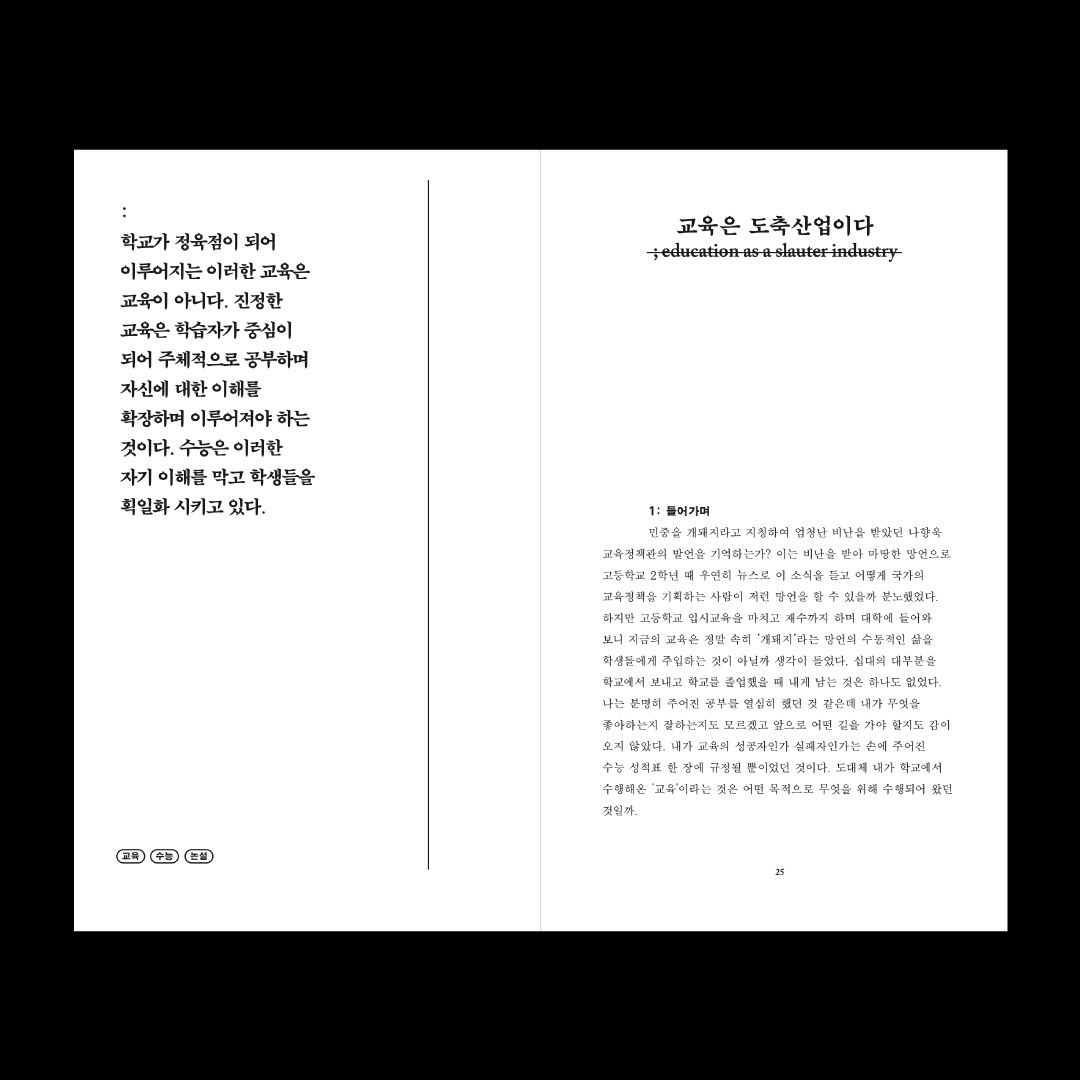 :
학교가 정육점이 되어
이루어지는 이러한 교육은
교육이 아니다. 진정한
교육은 학습자가 중심이
되어 주체적으로 공부하며
자신에 대한 이해를
확장하며 이루어져야 하는
것이다. 수능은 이러한
자기 이해를 막고 학생들을
획일화 시키고 있다.
교육 수능 논설
교육은 도축산업이다
; education as a slauter industry
1: 들어가며
민중을 개돼지라고 지칭하여 엄청난 비난을 받았던 나향욱
교육정책관의 발언을 기억하는가? 이는 비난을 받아 마땅한 망언으로
고등학교 2학년 때 우연히 뉴스로 이 소식을 듣고 어떻게 국가의
교육정책을 기획하는 사람이 저런 망언을 할 수 있을까 분노했었다.
하지만 고등학교 입시교육을 마치고 재수까지 하며 대학에 들어와
보니 지금의 교육은 정말 속히 '개돼지'라는 망언의 수동적인 삶을
학생들에게 주입하는 것이 아닐까 생각이 들었다. 십대의 대부분을
학교에서 보내고 학교를 졸업했을 때 내게 남는 것은 하나도 없었다.
나는 분명히 주어진 공부를 열심히 했던 것 같은데 내가 무엇을
좋아하는지 잘하는지도 모르겠고 앞으로 어떤 길을 가야 할지도 감이
오지 않았다. 내가 교육의 성공자인가 실패자인가는 손에 주어진
수능 성적표 한 장에 규정될 뿐이었던 것이다. 도대체 내가 학교에서
수행해온 '교육'이라는 것은 어떤 목적으로 무엇을 위해 수행되어 왔던
것일까.
25